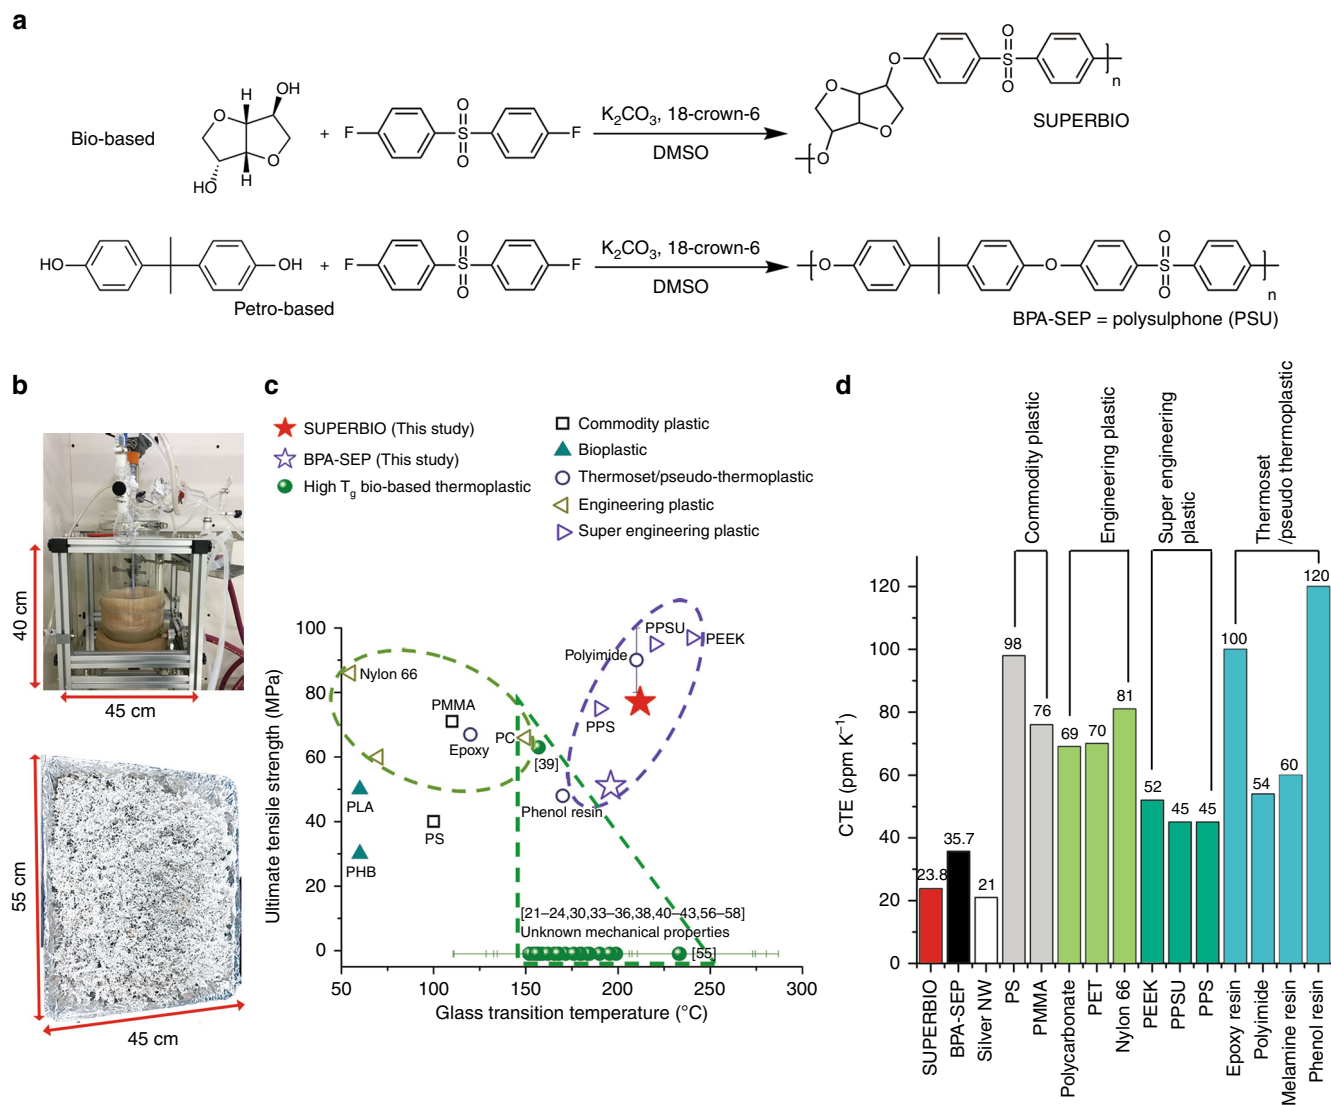 a
Bio-based
O
H
OH
O
H
HO
+
F
O
S
O
F
K2CO3, 18-crown-6
DMSO
O
O
O
O
O
S
O
n
SUPERBIO
HO
OH
+
Petro-based
F
O
S
O
F
K2CO3, 18-crown-6
DMSO
O
O
O
S
O
n
BPA-SEP = polysulphone (PSU)
b
40 cm
45 cm
55 cm
45 cm
c
SUPERBIO (This study)
BPA-SEP (This study)
High Tg bio-based thermoplastic
Commodity plastic
Bioplastic
Thermoset/pseudo-thermoplastic
Engineering plastic
Super engineering plastic
Ultimate tensile strength (MPa)
100
80
60
40
20
0
Nylon 66
PMMA
Epoxy
PC
[39]
PLA
PHB
PS
Polyimide
PPSU
PEEK
PPS
Phenol resin
[21–24,30,33–36,38,40–43,56–58]
Unknown mechanical properties
[55]
50
100
150
200
250
300
Glass transition temperature (°C)
d
Commodity plastic
Engineering plastic
Super engineering
plastic
Thermoset
/pseudo thermoplastic
CTE (ppm K−1)
120
100
80
60
40
20
0
23.8
35.7
21
98
76
69
70
81
52
45
45
100
54
60
120
SUPERBIO
BPA-SEP
Silver NW
PS
PMMA
Polycarbonate
PET
Nylon 66
PEEK
PPSU
PPS
Epoxy resin
Polyimide
Melamine resin
Phenol resin